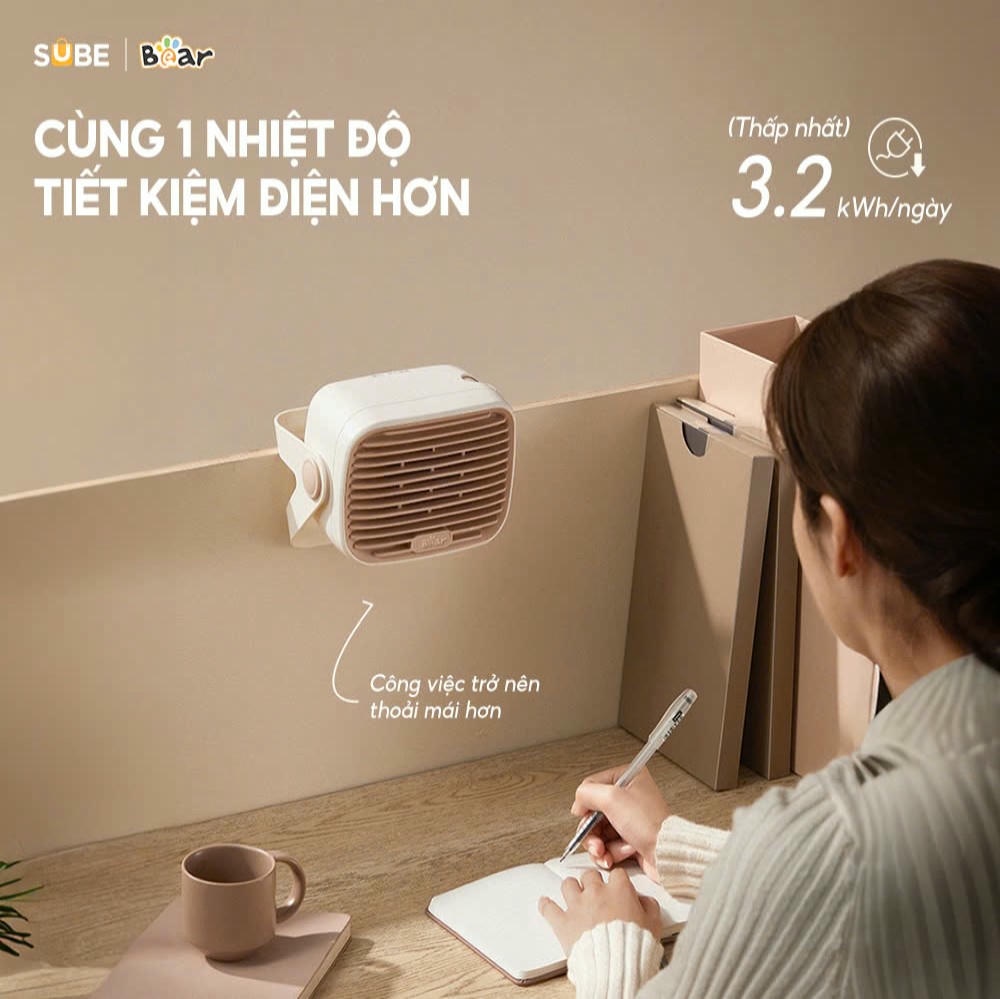 SUBE | Bear
CÙNG 1 NHIỆT ĐỘ
TIẾT KIỆM ĐIỆN HƠN
(Thấp nhất)
3.2 kWh/ngày
Bear
Công việc trở nên
thoải mái hơn